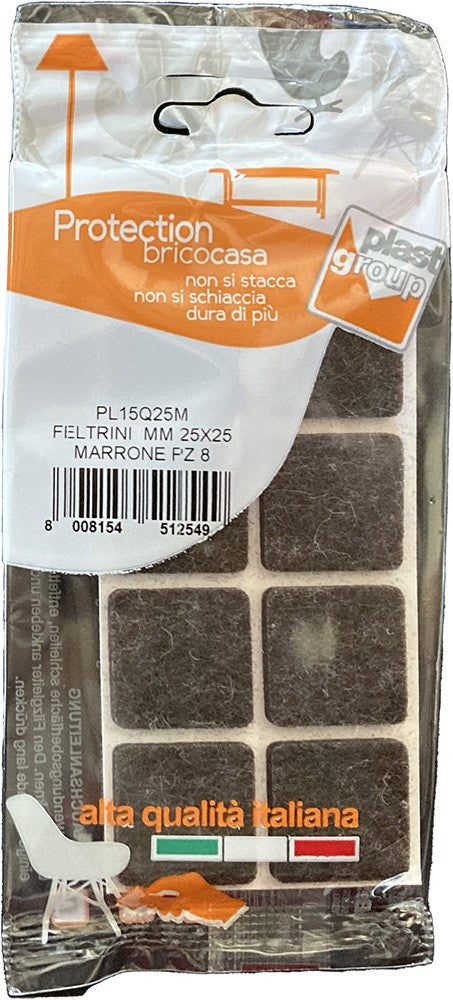 Protection
bricocasa
non si stacca
non si schiaccia
dura di più
plast
group
PL15Q25M
FELTRINI MM 25X25
MARRONE PZ 8
8 008154 512549
alta qualità italiana